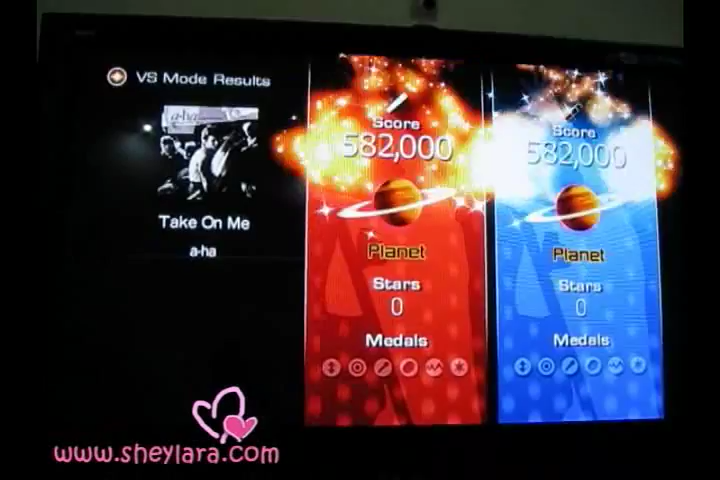 VS Mode Results
a-ha
Take On Me
a-ha
Score
582,000
Planet
Stars
0
Medals
Score
582,000
Planet
Stars
0
Medals
www.sheylara.com